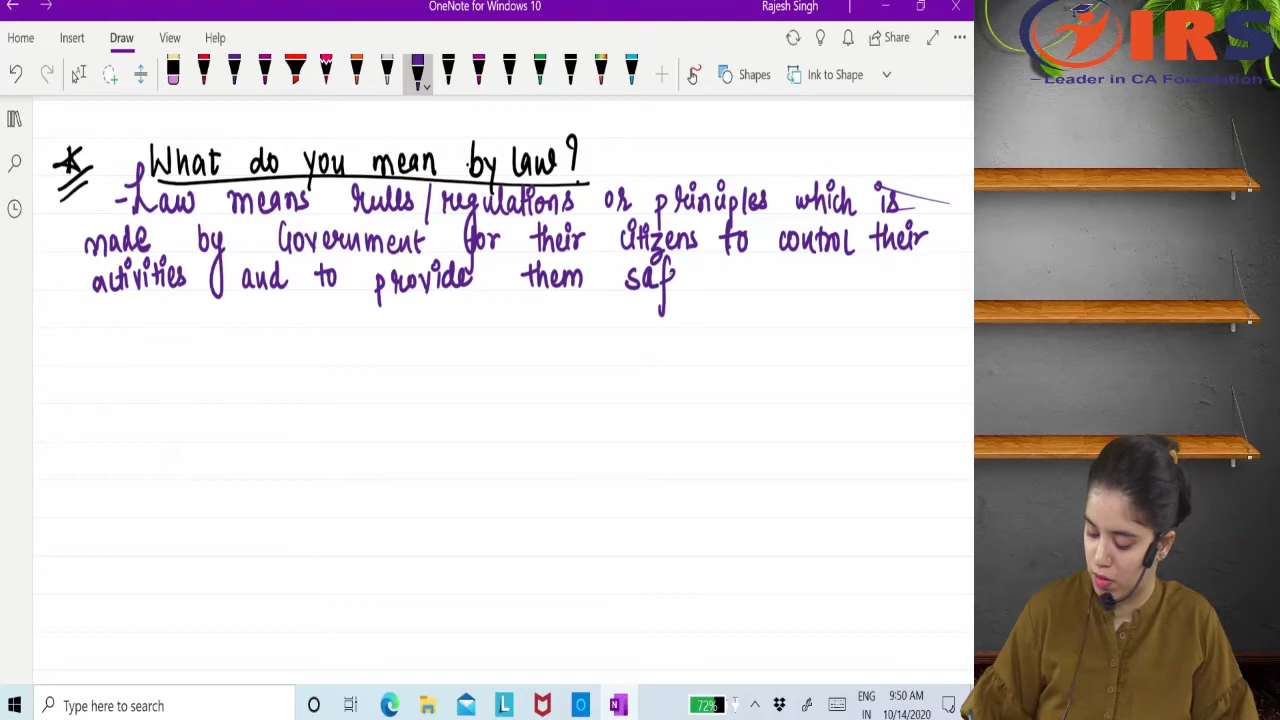 OneNote for Windows 10
Rajesh Singh
Home Insert Draw View Help
Share
Shapes
Ink to Shape
IRS
Leader in CA Foundation
What do you mean by law?
- Law means rules/regulations or principles which is
made by Government for their citizens to control their
activities and to provide them saf
Type here to search
72%
ENG
IN
9:50 AM
10/14/2020